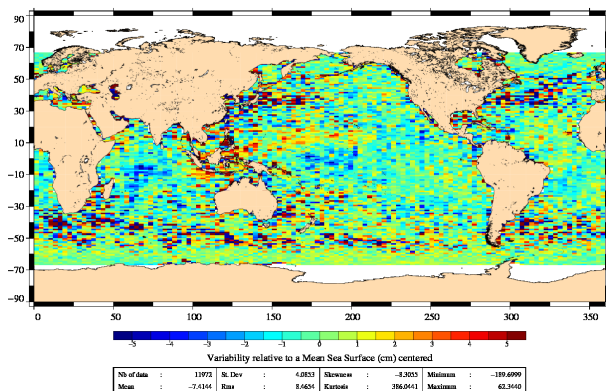 90
70
50
30
10
−10
−30
−50
−70
−90
0 50 100 150 200 250 300 350
−5 −4 −3 −2 −1 0 1 2 3 4 5
Variability relative to a Mean Sea Surface (cm) centered
Nb of data : 11972 St. Dev : 4.0853 Skewness : −8.3055 Minimum : −189.6999
Mean : −7.4144 Rms : 8.4654 Kurtosis : 386.0441 Maximum : 62.3440